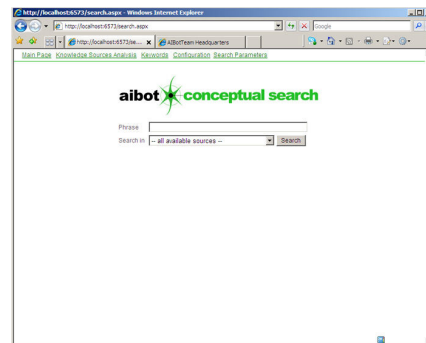 http://localhost:6573/search.aspx - Windows Internet Explorer
http://localhost:6573/search.aspx
Google
http://localhost:6573/se...
AIBotTeam Headquarters
Main Page Knowledge Sources Analysis Keywords Configuration Search Parameters
aibot conceptual search
Phrase
Search in -- all available sources -- Search